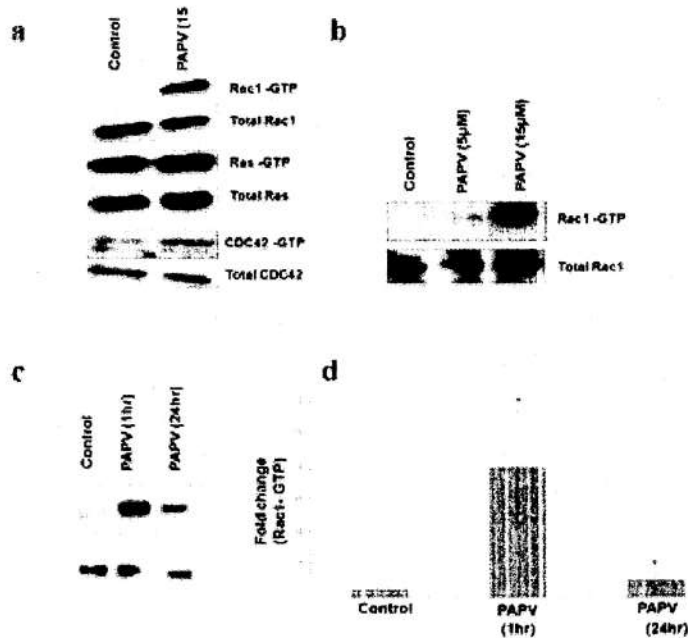 a
Control
PAPV (15
Rac1 -GTP
Total Rac1
Ras -GTP
Total Ras
CDC42 -GTP
Total CDC42
b
Control
PAPV (5µM)
PAPV (15µM)
Rac1 -GTP
Total Rac1
c
Control
PAPV (1hr)
PAPV (24hr)
d
Fold change
(Rac1- GTP)
Control
PAPV
(1hr)
PAPV
(24hr)